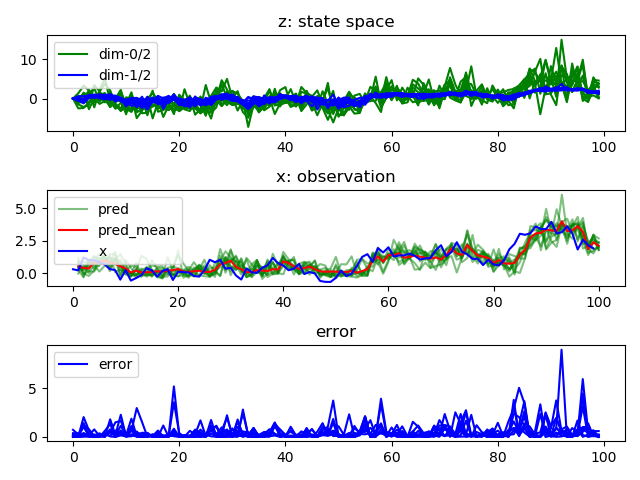 z: state space
dim-0/2
dim-1/2
10
0
0 20 40 60 80 100
x: observation
pred
pred_mean
x
5.0
2.5
0.0
0 20 40 60 80 100
error
error
5
0
0 20 40 60 80 100